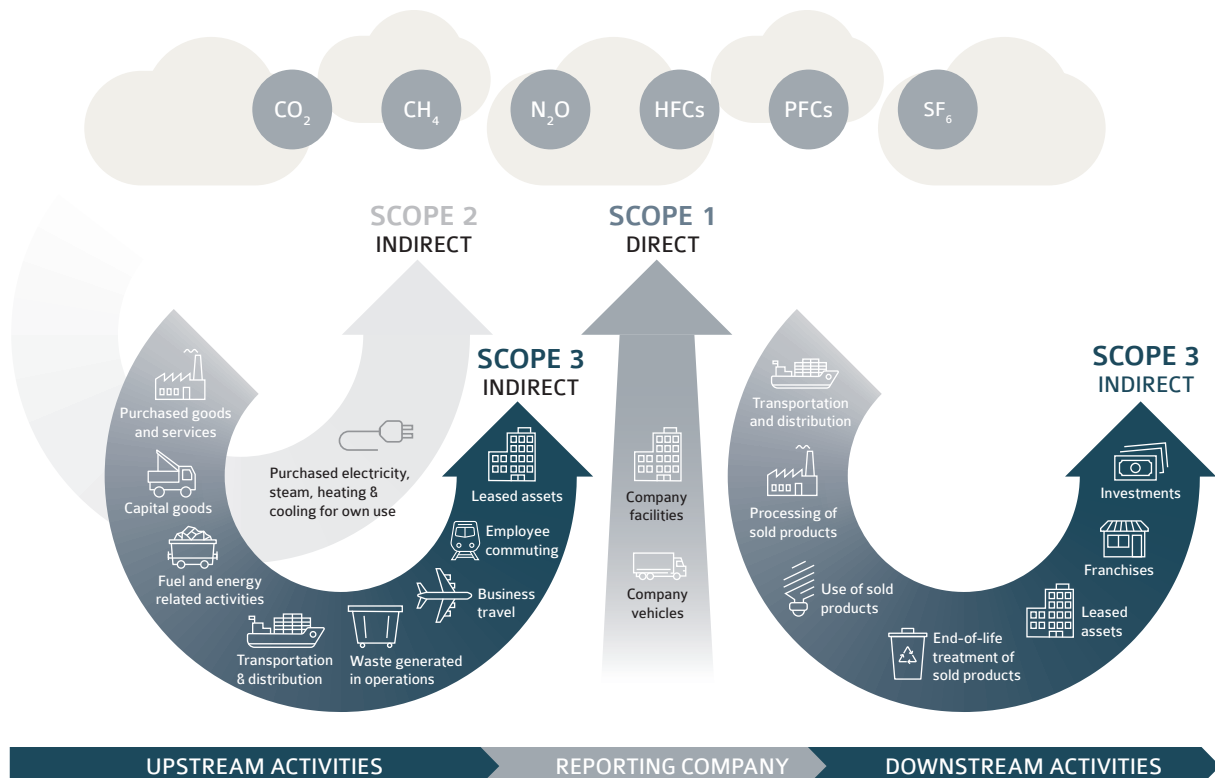 CO₂
CH₄
N₂O
HFCs
PFCs
SF₆
SCOPE 2
INDIRECT
SCOPE 1
DIRECT
SCOPE 3
INDIRECT
SCOPE 3
INDIRECT
Purchased goods
and services
Capital goods
Fuel and energy
related activities
Transportation
& distribution
Waste generated
in operations
Business
travel
Employee
commuting
Leased assets
Purchased electricity,
steam, heating &
cooling for own use
Company
facilities
Company
vehicles
Transportation
and distribution
Processing of
sold products
Use of sold
products
End-of-life
treatment of
sold products
Leased
assets
Franchises
Investments
UPSTREAM ACTIVITIES
REPORTING COMPANY
DOWNSTREAM ACTIVITIES